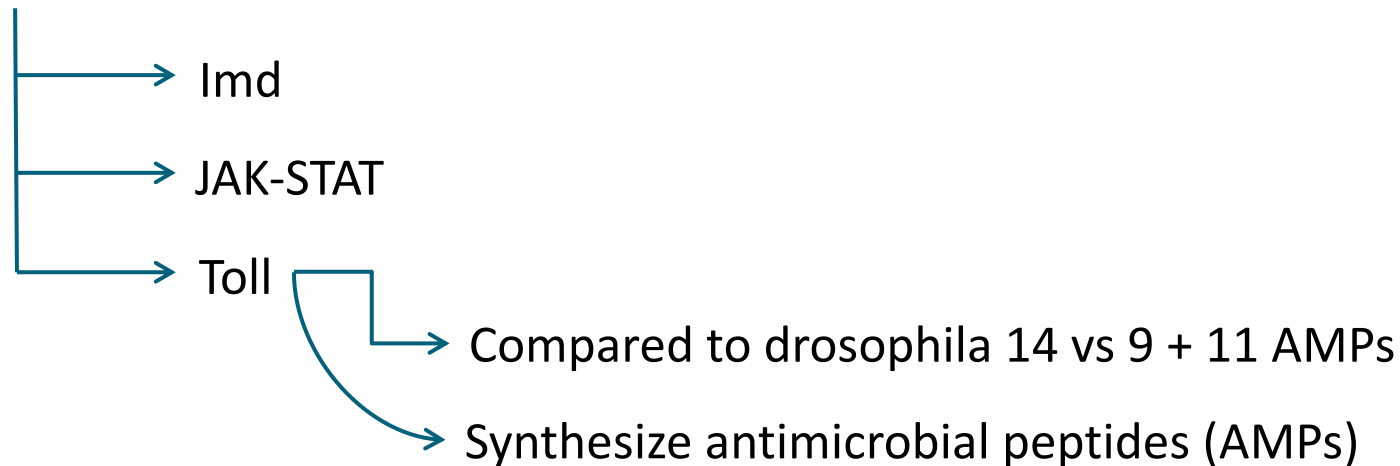 Imd
JAK-STAT
Toll
Compared to drosophila 14 vs 9 + 11 AMPs
Synthesize antimicrobial peptides (AMPs)